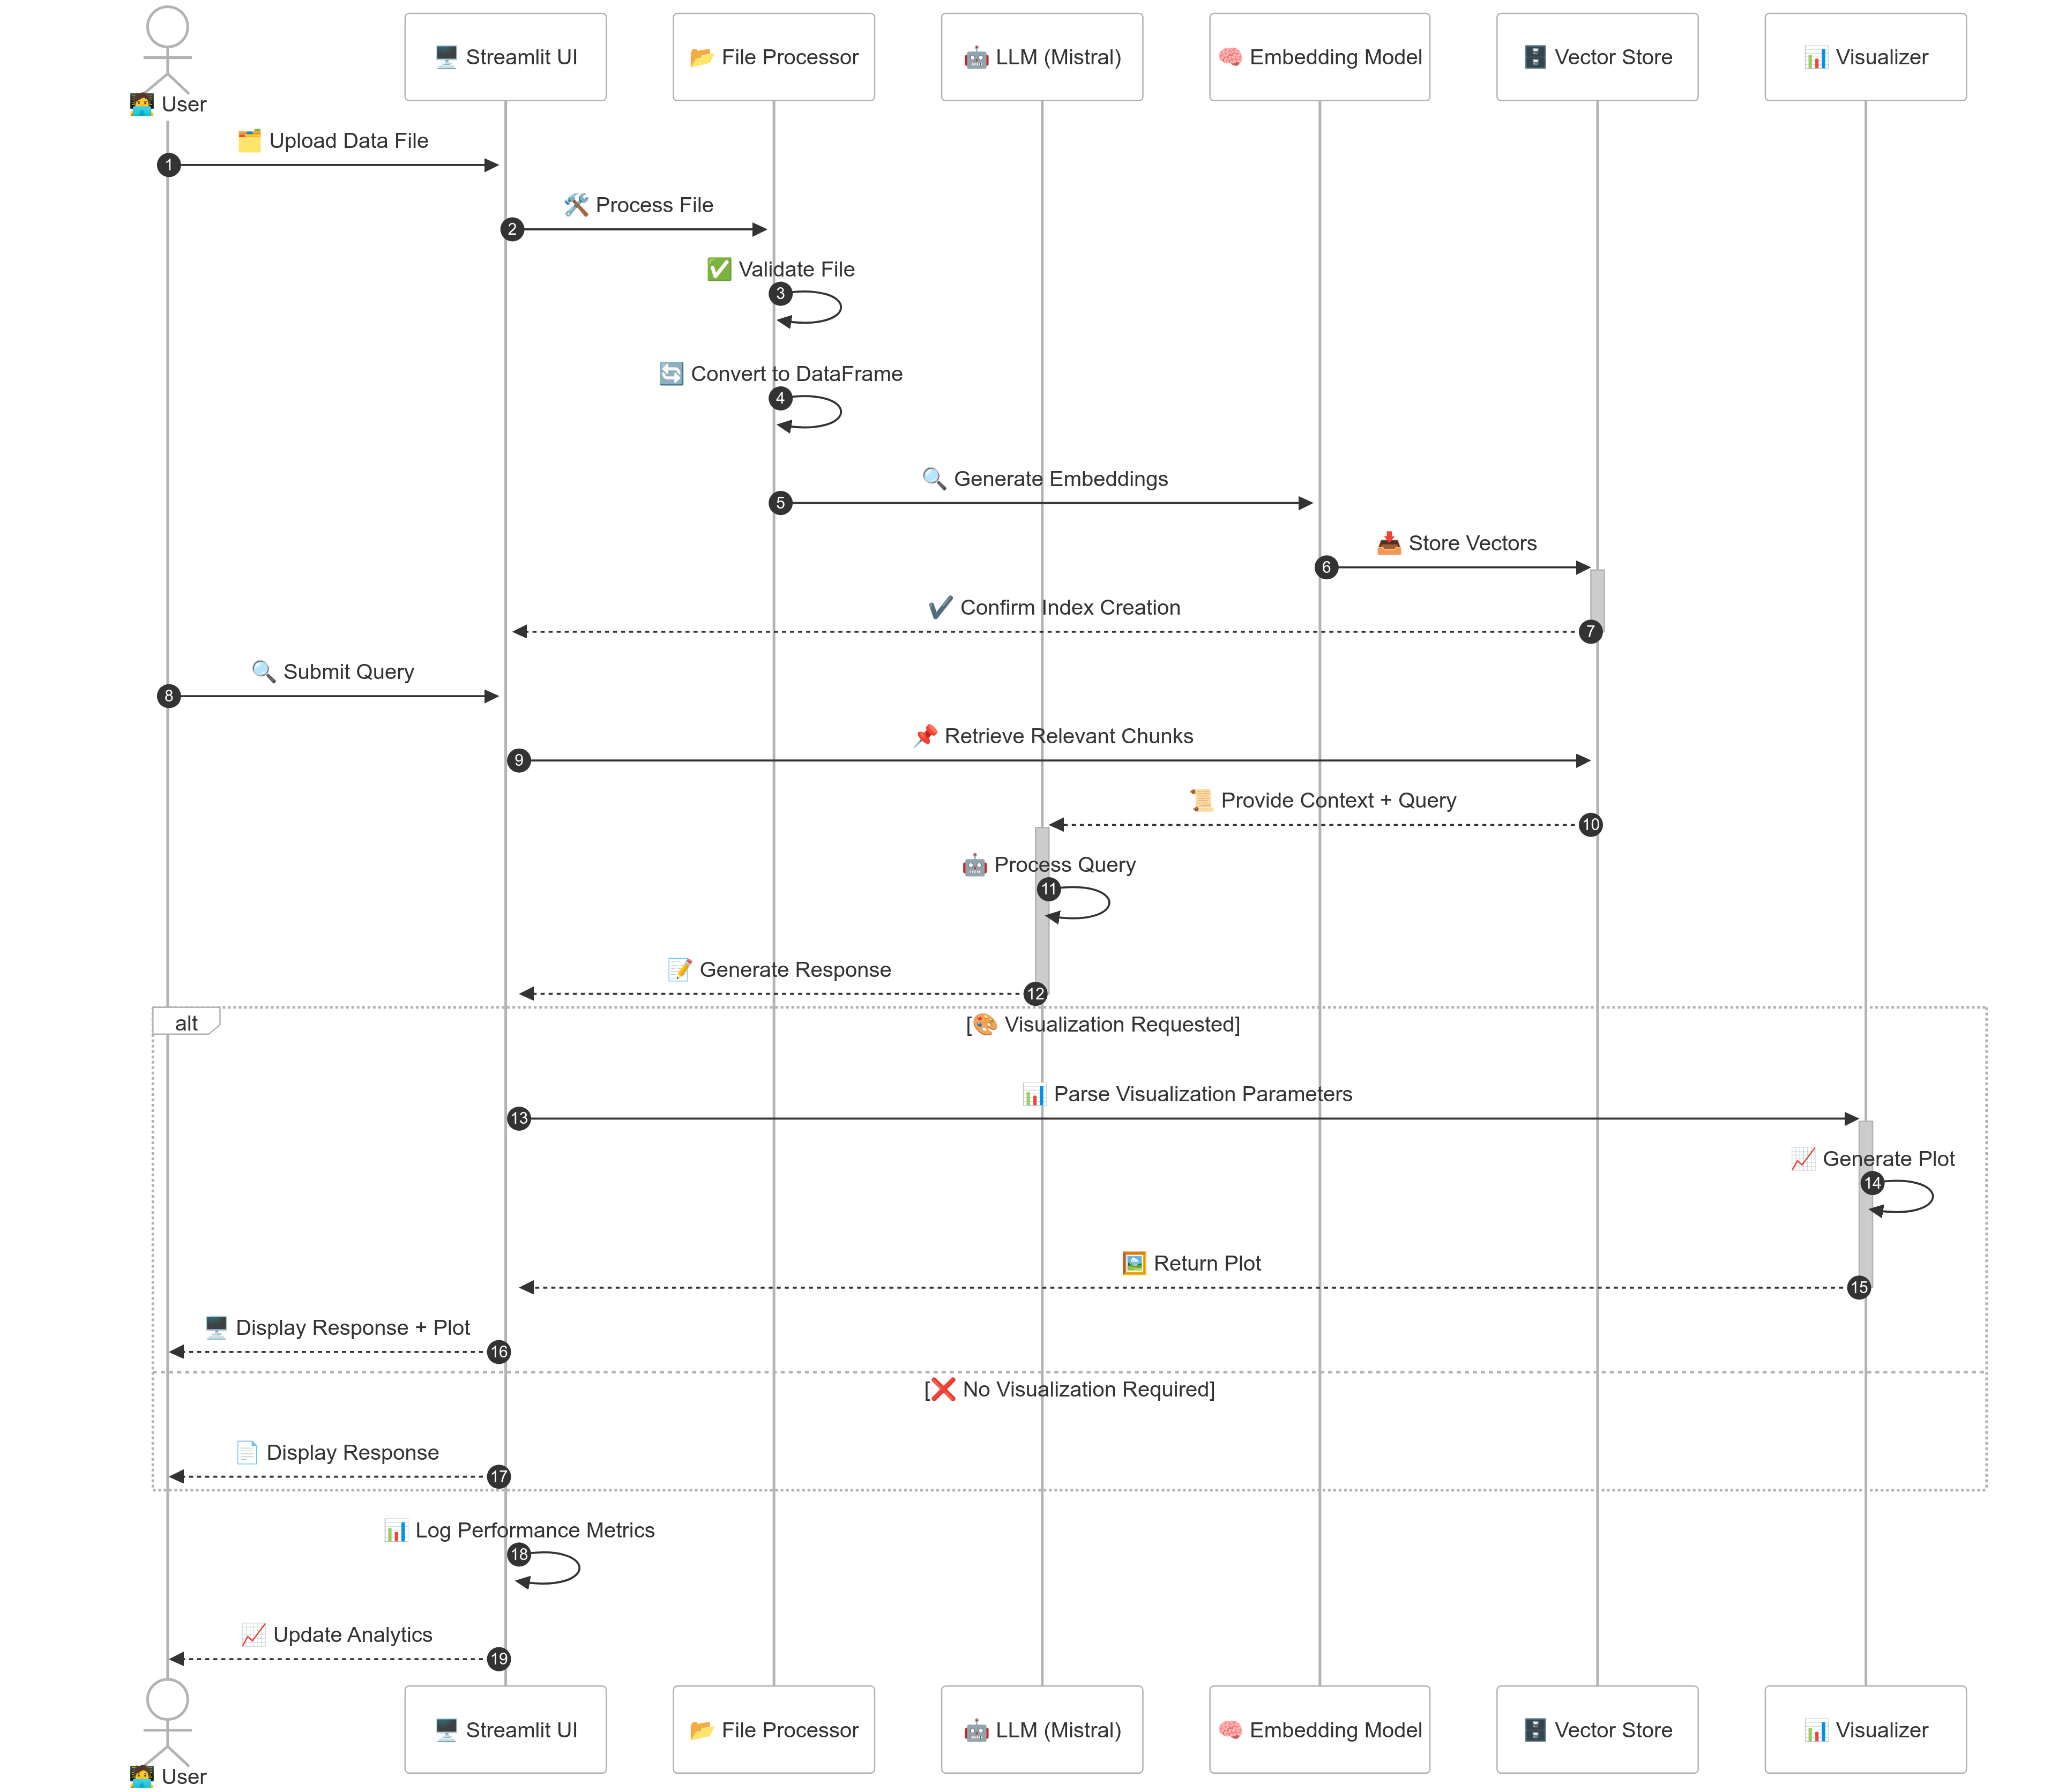 🧑‍💻 User
🖥️ Streamlit UI
📂 File Processor
🤖 LLM (Mistral)
🧠 Embedding Model
🗄️ Vector Store
📊 Visualizer
🗂️ Upload Data File
1
🛠️ Process File
2
✅ Validate File
3
🔄 Convert to DataFrame
4
🔍 Generate Embeddings
5
📥 Store Vectors
6
✔️ Confirm Index Creation
7
🔍 Submit Query
8
📌 Retrieve Relevant Chunks
9
📜 Provide Context + Query
10
🤖 Process Query
11
📝 Generate Response
12
alt
[🎨 Visualization Requested]
📊 Parse Visualization Parameters
13
📈 Generate Plot
14
🖼️ Return Plot
15
🖥️ Display Response + Plot
16
[❌ No Visualization Required]
📄 Display Response
17
📊 Log Performance Metrics
18
📈 Update Analytics
19
🧑‍💻 User
🖥️ Streamlit UI
📂 File Processor
🤖 LLM (Mistral)
🧠 Embedding Model
🗄️ Vector Store
📊 Visualizer